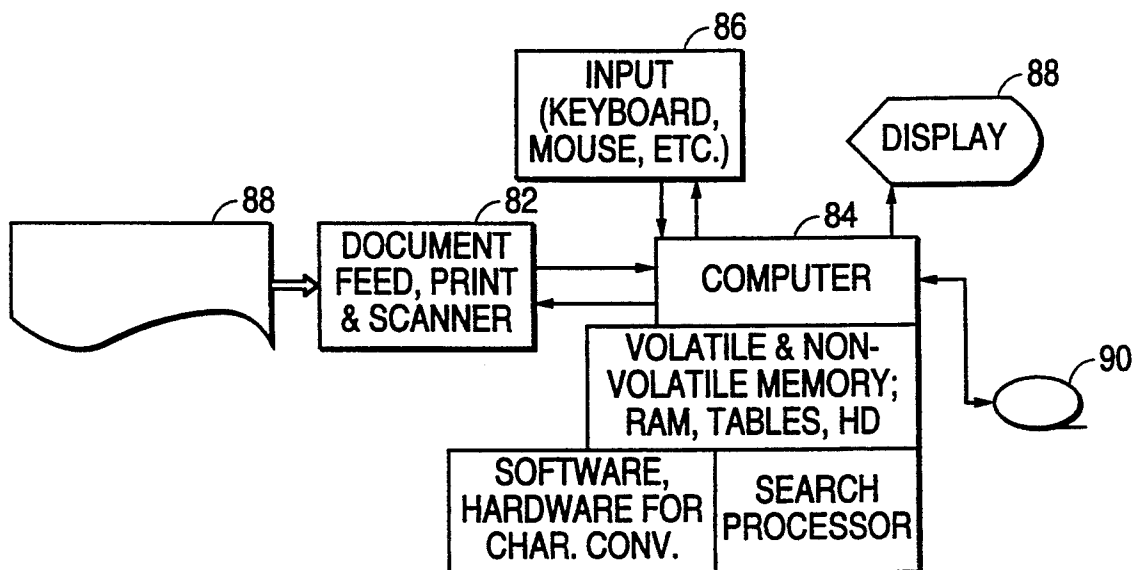 86
INPUT
(KEYBOARD,
MOUSE, ETC.)
88
DISPLAY
88
82
DOCUMENT
FEED, PRINT
& SCANNER
84
COMPUTER
VOLATILE & NON-
VOLATILE MEMORY;
RAM, TABLES, HD
90
SOFTWARE,
HARDWARE FOR
CHAR. CONV.
SEARCH
PROCESSOR